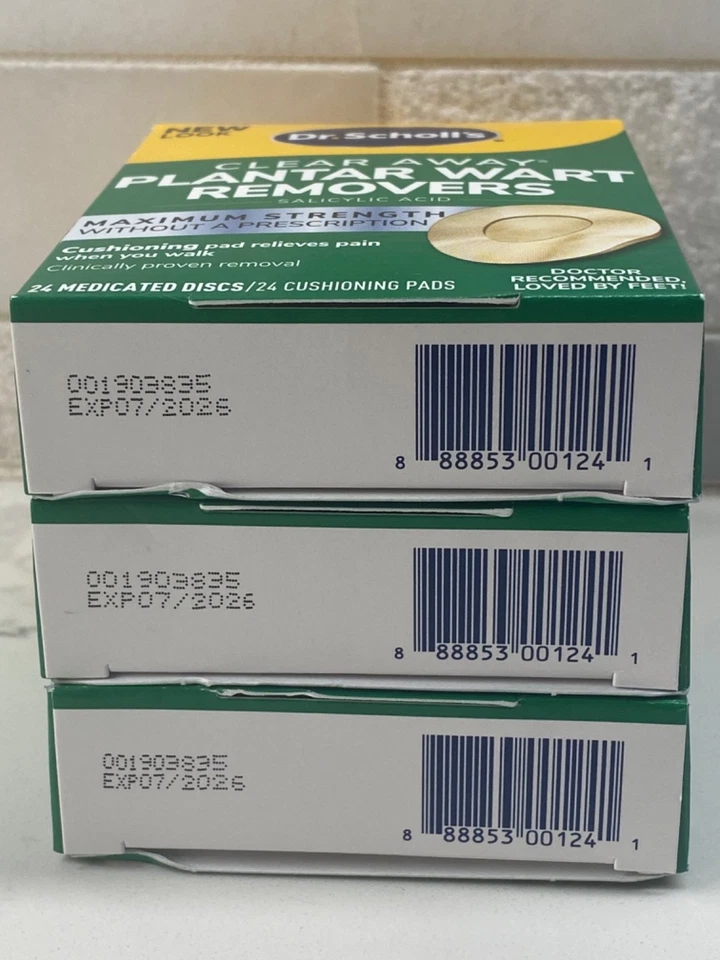 NEW
LOOK
Dr. Scholl's
CLEAR AWAY®
PLANTAR WART
REMOVERS
SALICYLIC ACID
MAXIMUM STRENGTH
WITHOUT A PRESCRIPTION
Cushioning pad relieves pain
when you walk
Clinically proven removal
24 MEDICATED DISCS/24 CUSHIONING PADS
DOCTOR
RECOMMENDED.
LOVED BY FEET†
001903835
EXP07/2026
8 88853 00124 1
001903835
EXP07/2026
8 88853 00124 1
001903835
EXP07/2026
8 88853 00124 1